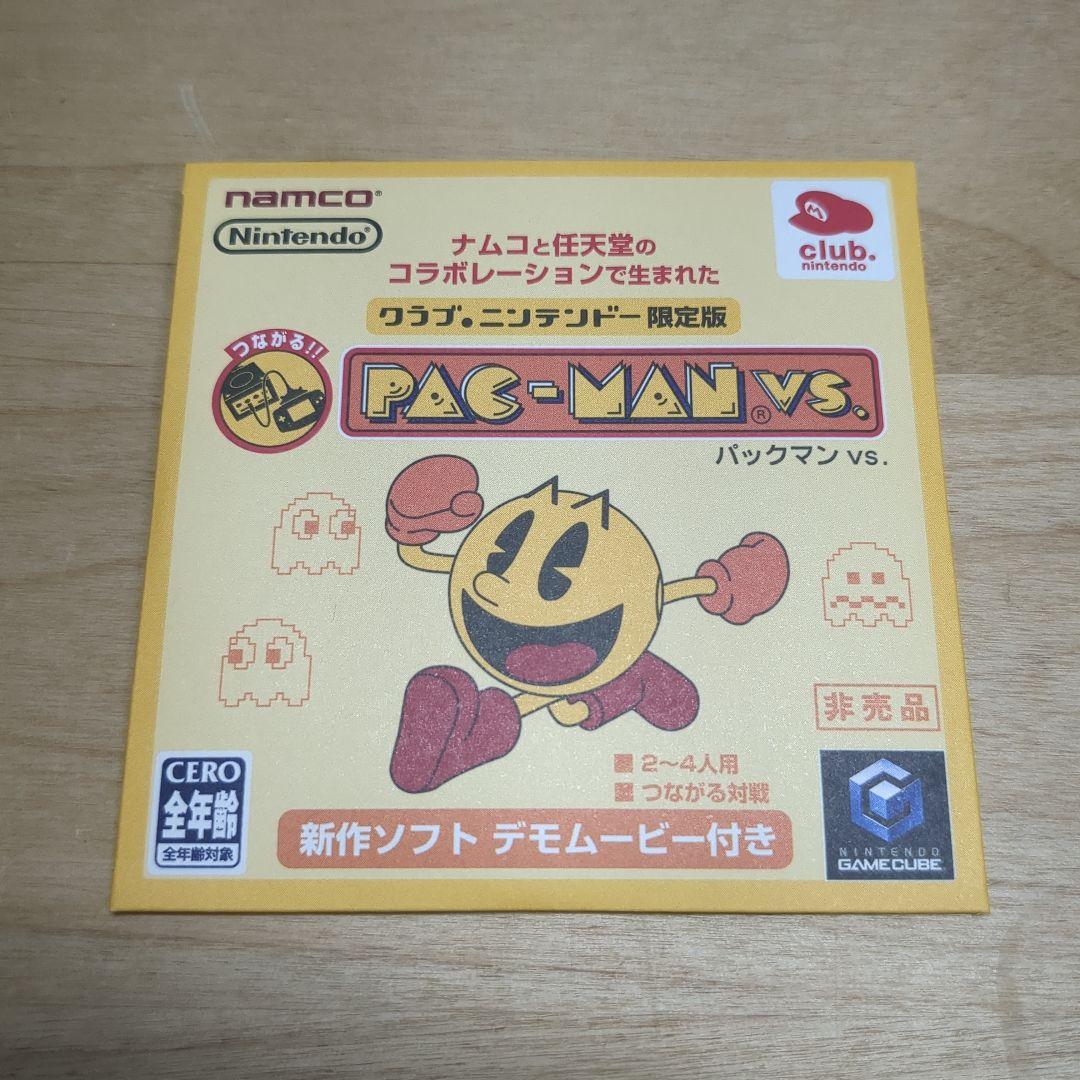 namco®
Nintendo®
club.
nintendo
ナムコと任天堂の
コラボレーションで生まれた
クラブ.ニンテンドー限定版
つながる!!
PAC-MAN® VS.
パックマン vs.
非売品
■ 2～4人用
■ つながる対戦
CERO
全年齢
全年齢対象
新作ソフト デモムービー付き
NINTENDO
GAMECUBE
M